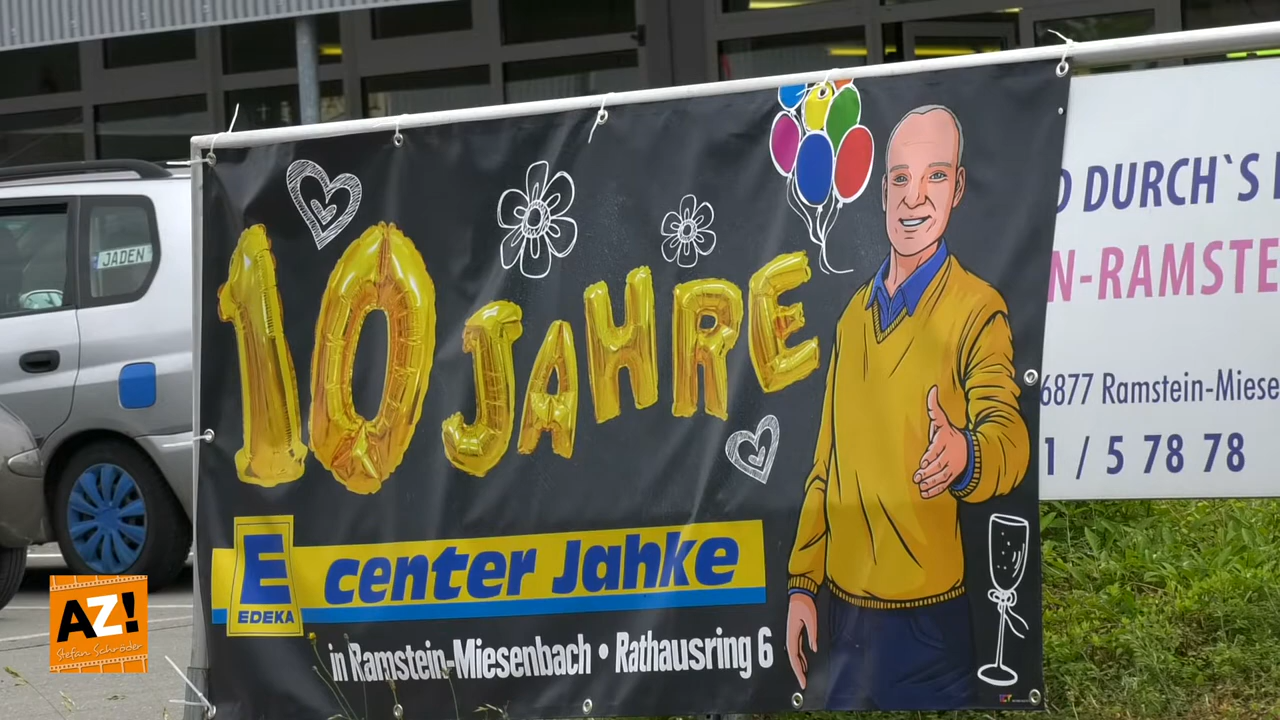 10 JAHRE
E center Jahke
EDEKA
in Ramstein-Miesenbach • Rathausring 6
JADEN
D DURCH`S
N-RAMSTE
6877 Ramstein-Miese
1 / 5 78 78
AZ!
Stefan Schröder